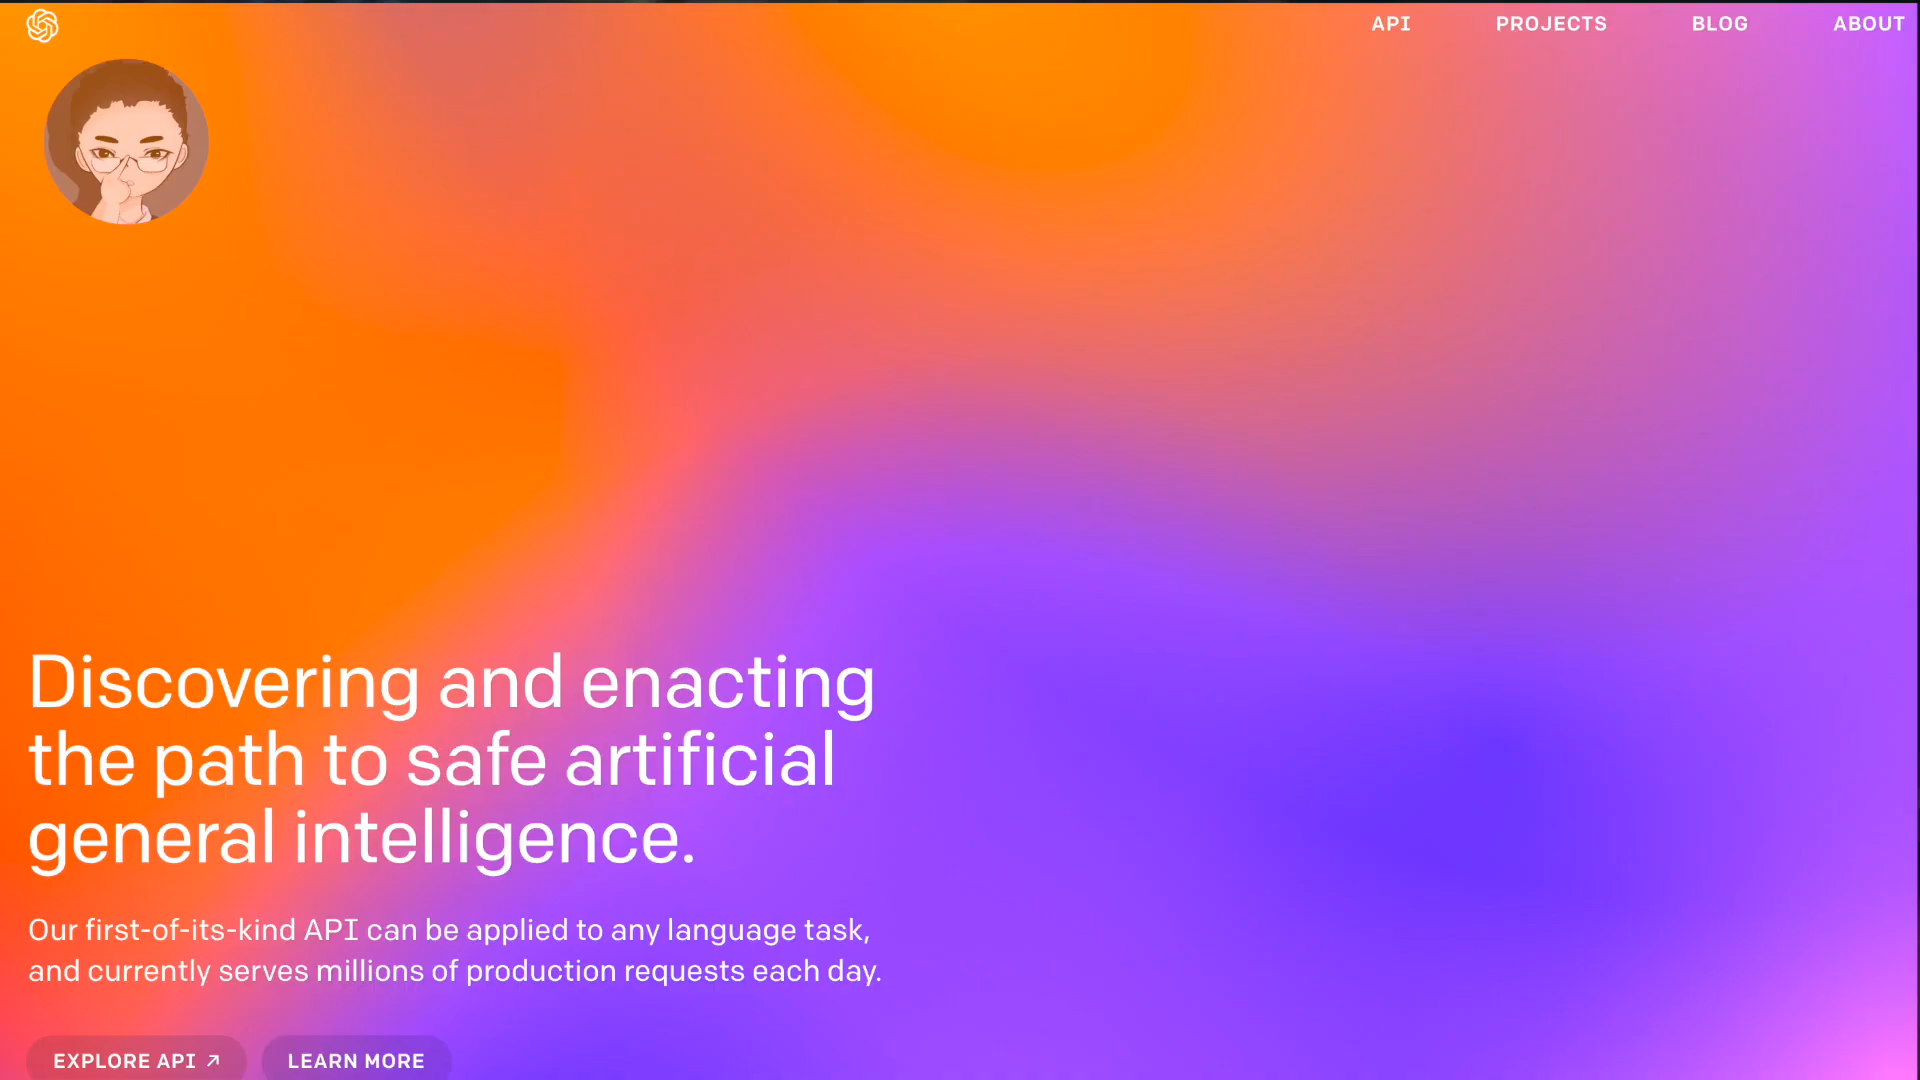 API PROJECTS BLOG ABOUT
Discovering and enacting
the path to safe artificial
general intelligence.
Our first-of-its-kind API can be applied to any language task,
and currently serves millions of production requests each day.
EXPLORE API ↗ LEARN MORE